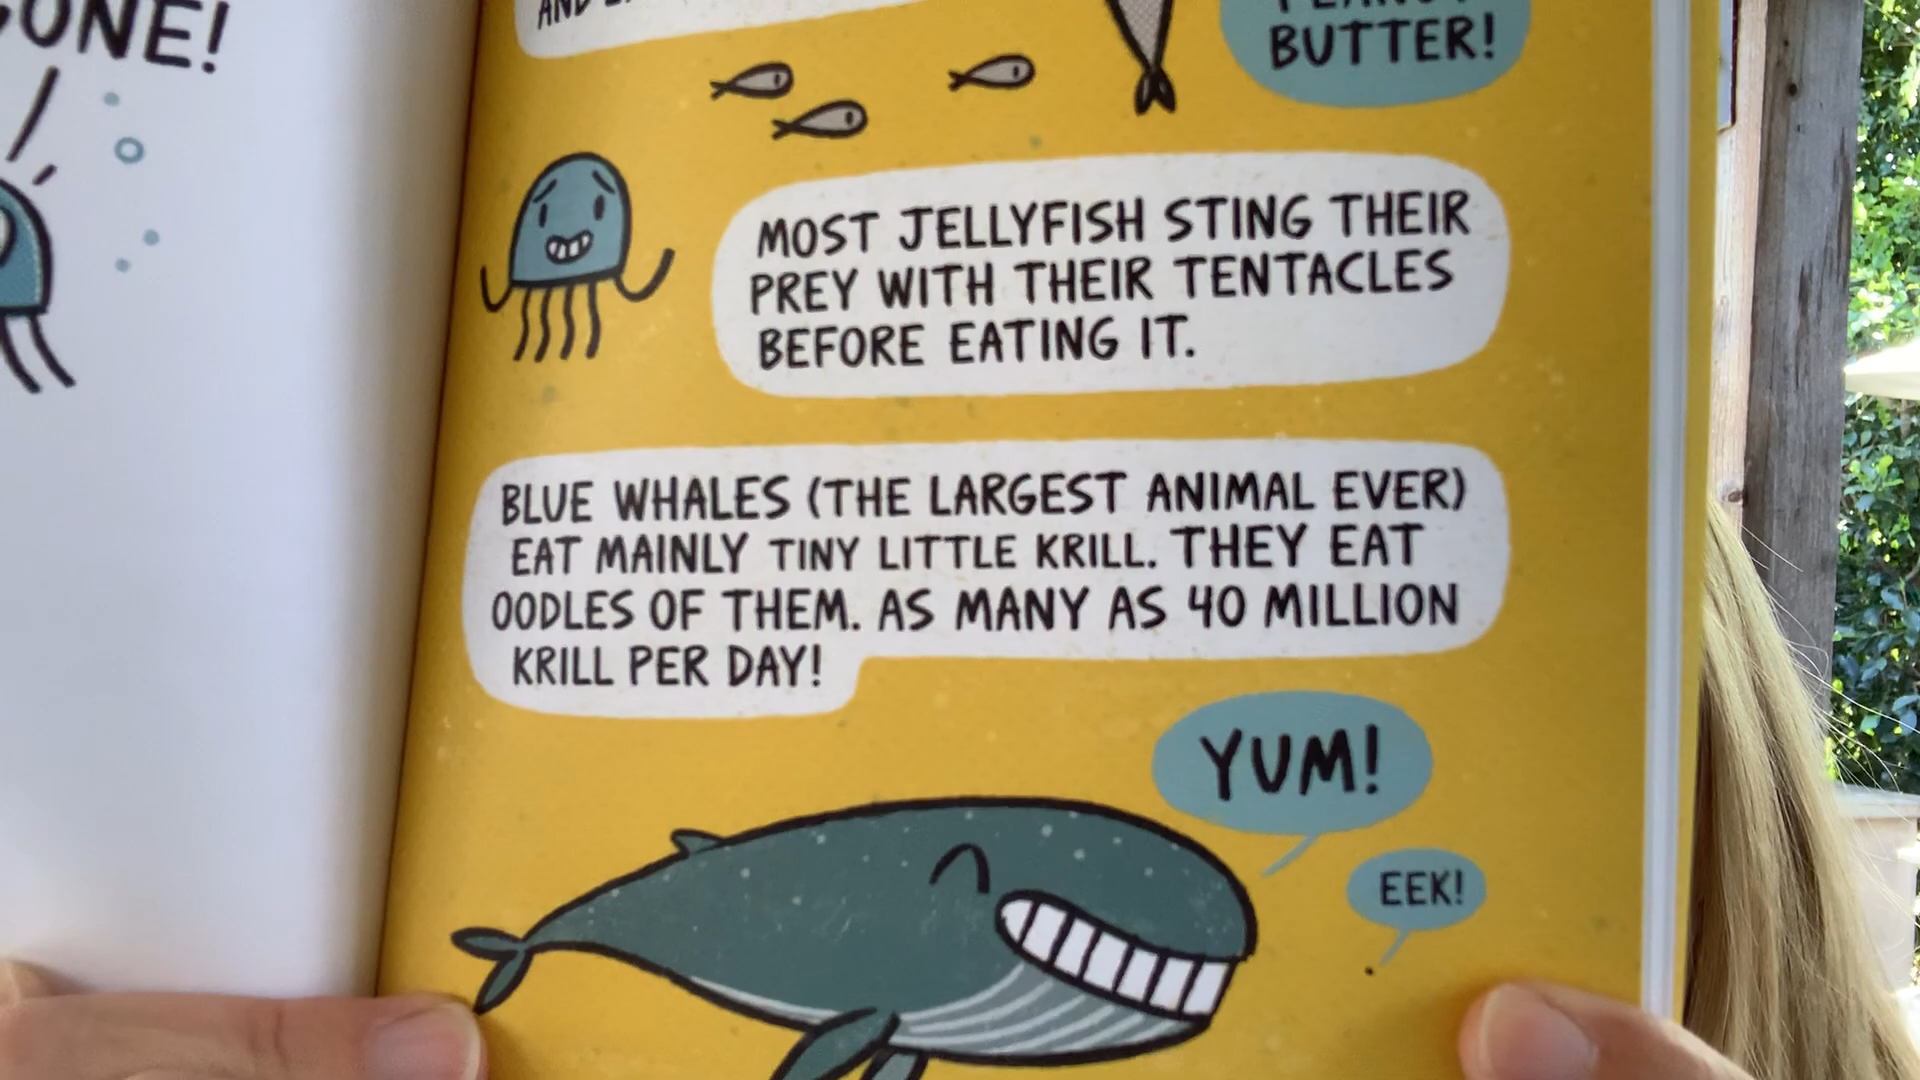 ONE!
AND
BUTTER!
MOST JELLYFISH STING THEIR
PREY WITH THEIR TENTACLES
BEFORE EATING IT.
BLUE WHALES (THE LARGEST ANIMAL EVER)
EAT MAINLY TINY LITTLE KRILL. THEY EAT
OODLES OF THEM. AS MANY AS 40 MILLION
KRILL PER DAY!
YUM!
EEK!